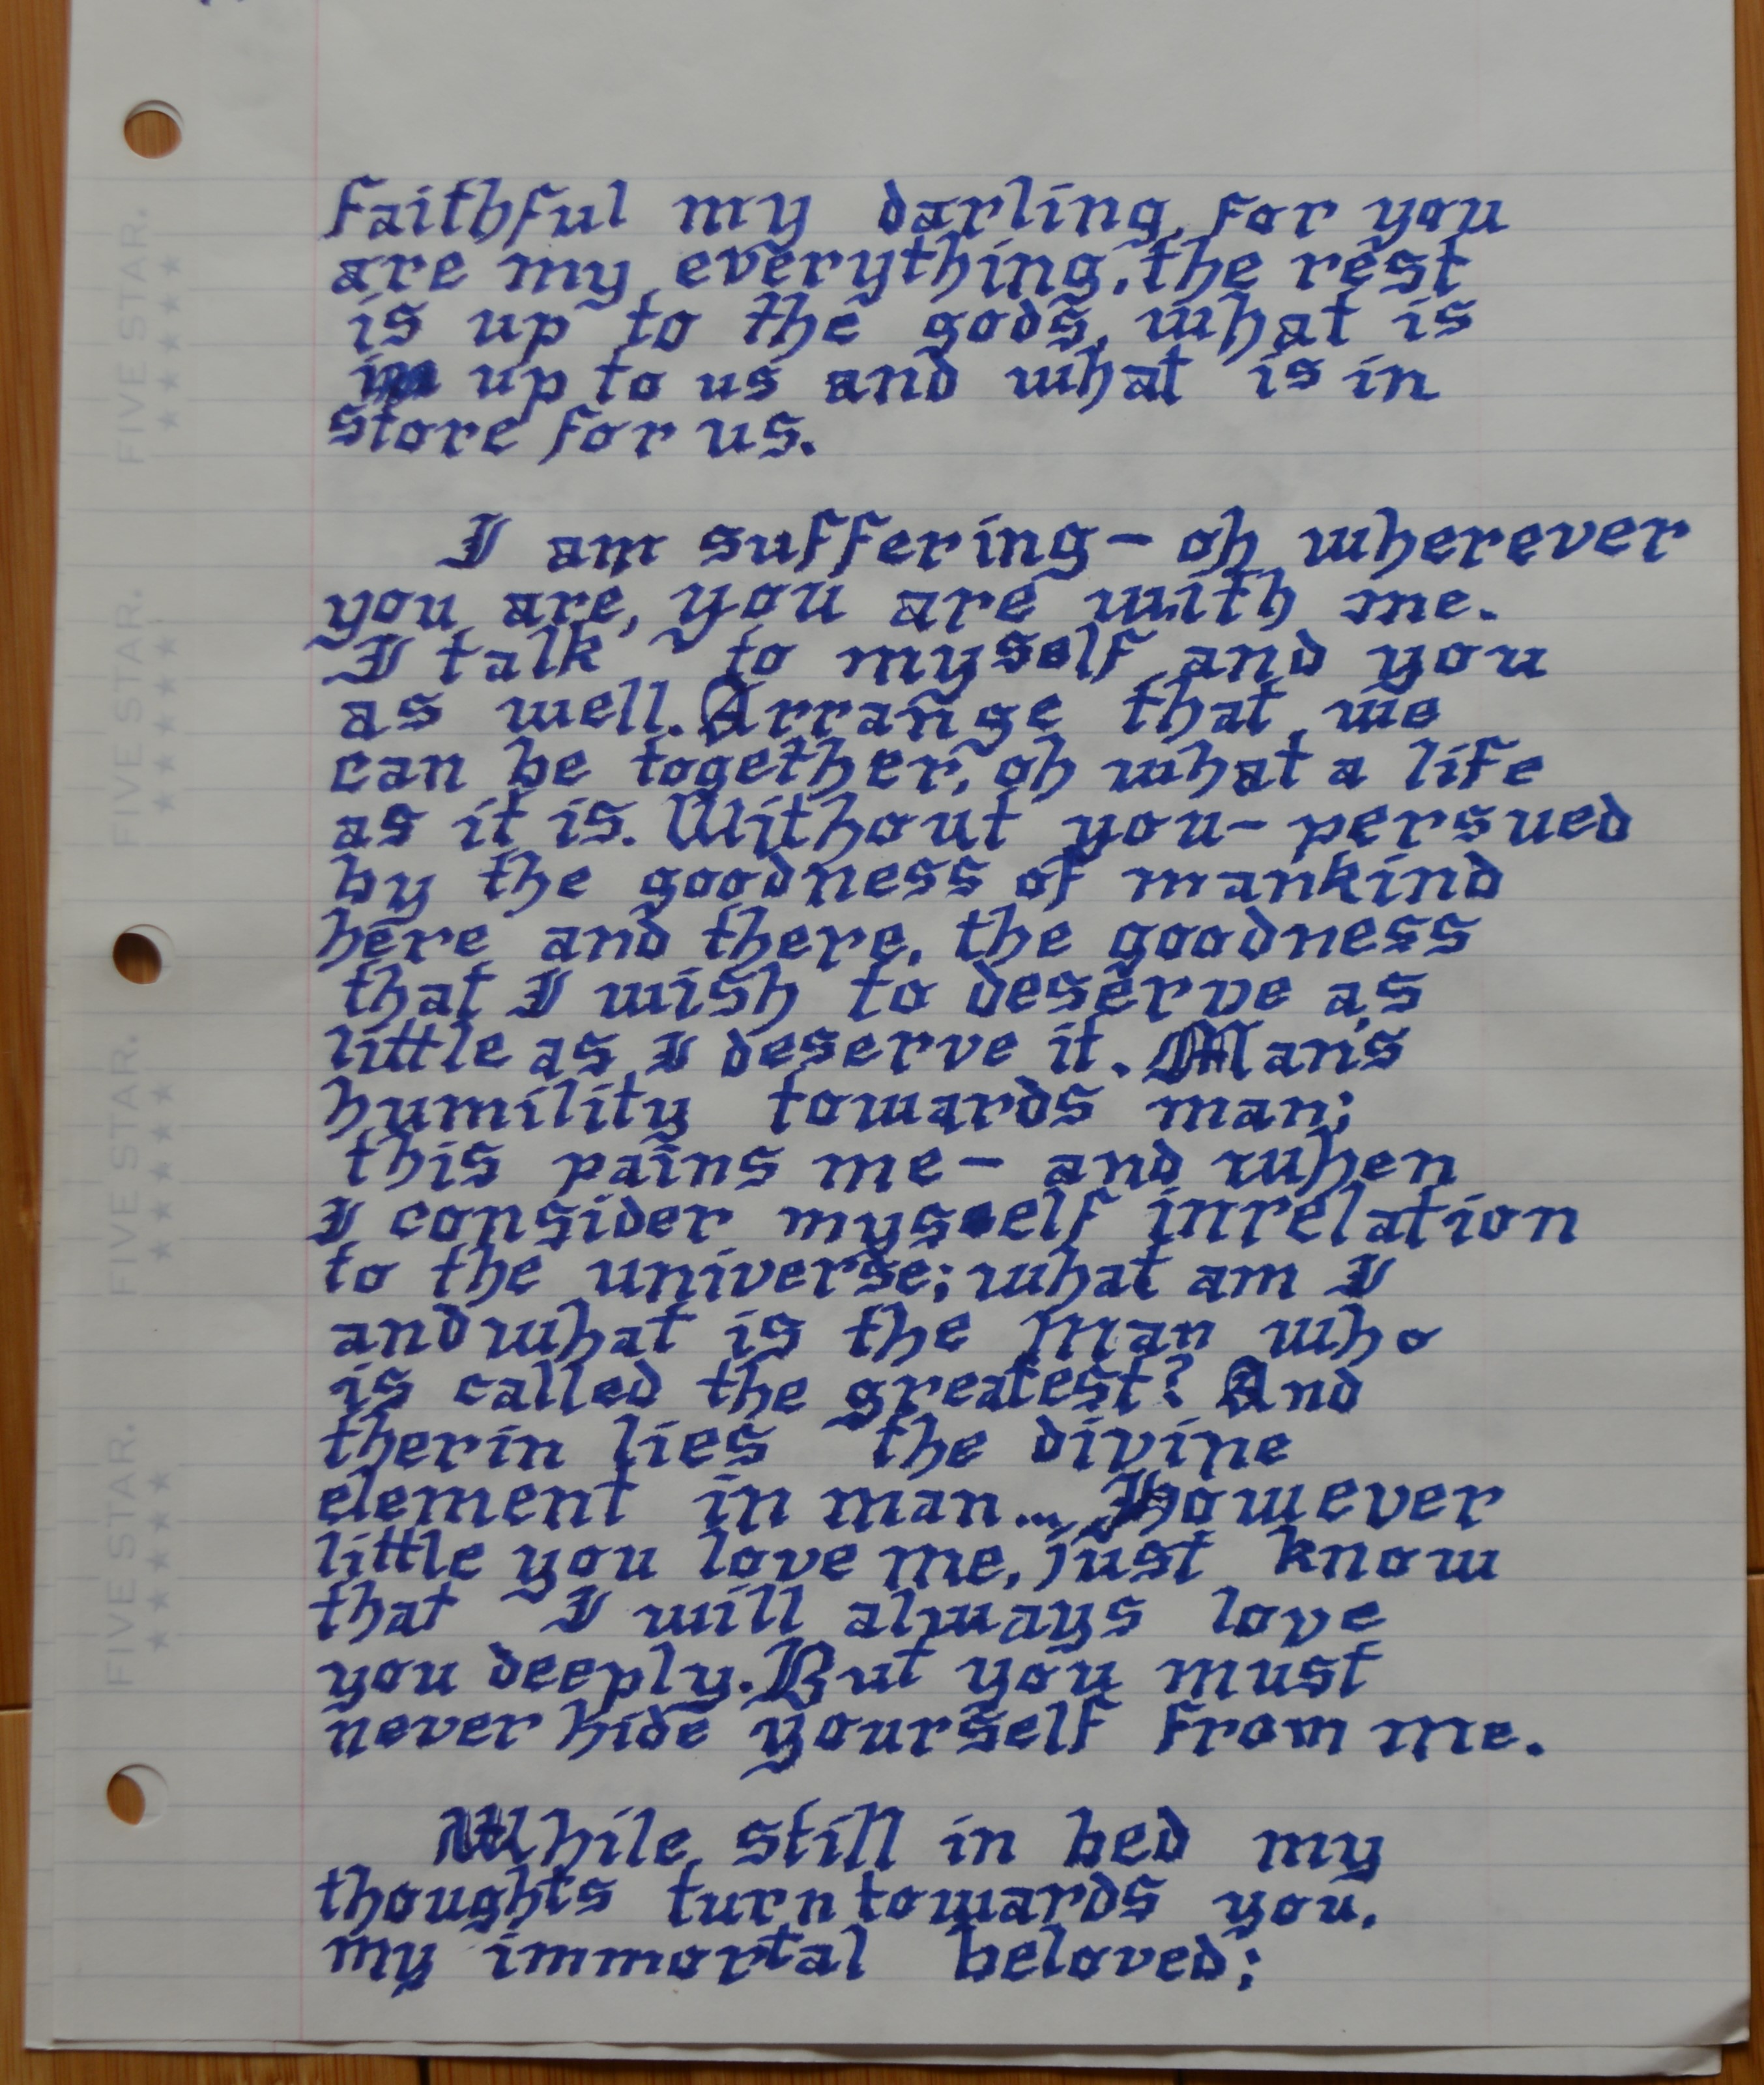 Faithful my darling, for you
are my everything, the rest
is up to the gods, what is
up to us and what is in
store for us.
I am suffering - oh wherever
you are, you are with me.
I talk to myself and you
as well. Arrange that we
can be together, oh what a life
as it is. Without you - persued
by the goodness of mankind
here and there, the goodness
that I wish to deserve as
little as I deserve it. Man's
humility towards man;
this pains me - and when
I consider myself inrelation
to the universe; what am I
and what is the Man who
is called the greatest? And
therin lies the divine
element in man... However
little you love me, just know
that I will always love
you deeply. But you must
never hide yourself from me.
While still in bed my
thoughts turn towards you,
my immortal beloved;
FIVE STAR.
FIVE STAR.
FIVE STAR.
FIVE STAR.